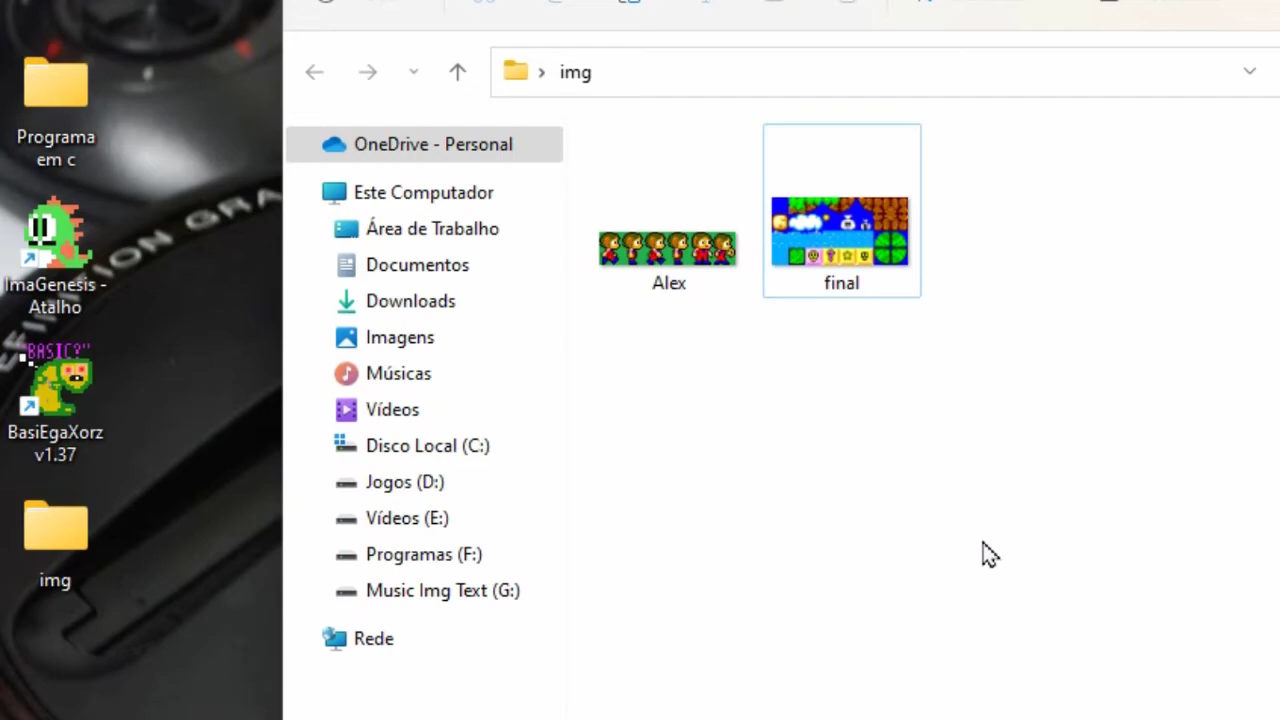 Programa
em c
ImaGenesis -
Atalho
"BASIC?"
BasiEgaXorz
v1.37
img
img
OneDrive - Personal
Este Computador
Área de Trabalho
Documentos
Downloads
Imagens
Músicas
Vídeos
Disco Local (C:)
Jogos (D:)
Vídeos (E:)
Programas (F:)
Music Img Text (G:)
Rede
Alex
final